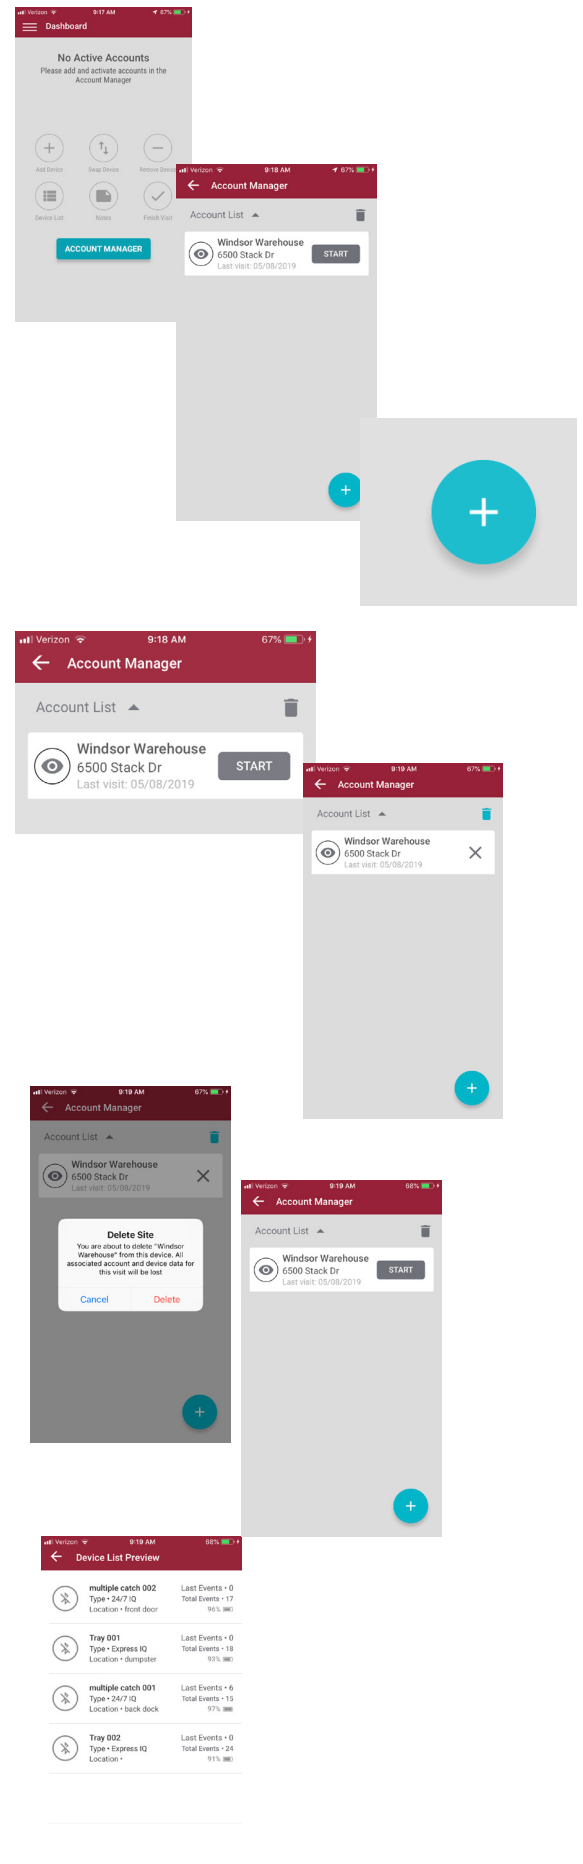 Verizon 9:17 AM 67%
Dashboard
No Active Accounts
Please add and activate accounts in the
Account Manager
Add Device Swap Device Remove Device
Device List Notes Finish Visit
ACCOUNT MANAGER
Verizon 9:18 AM 67%
Account Manager
Account List
Windsor Warehouse
6500 Stack Dr
Last visit: 05/08/2019
START
+
+
Verizon 9:18 AM 67%
Account Manager
Account List
Windsor Warehouse
6500 Stack Dr
Last visit: 05/08/2019
START
Verizon 9:19 AM 67%
Account Manager
Account List
Windsor Warehouse
6500 Stack Dr
Last visit: 05/08/2019
+
Verizon 9:19 AM 67%
Account Manager
Account List
Windsor Warehouse
6500 Stack Dr
Last visit: 05/08/2019
Delete Site
You are about to delete "Windsor
Warehouse" from this device. All
associated account and device data for
this visit will be lost
Cancel Delete
+
Verizon 9:19 AM 68%
Account Manager
Account List
Windsor Warehouse
6500 Stack Dr
Last visit: 05/08/2019
START
+
Verizon 9:19 AM 68%
Device List Preview
multiple catch 002 Last Events • 0
Type • 24/7 IQ Total Events • 17
Location • front door 96%
Tray 001 Last Events • 0
Type • Express IQ Total Events • 18
Location • dumpster 93%
multiple catch 001 Last Events • 6
Type • 24/7 IQ Total Events • 15
Location • back dock 97%
Tray 002 Last Events • 0
Type • Express IQ Total Events • 24
Location • 91%